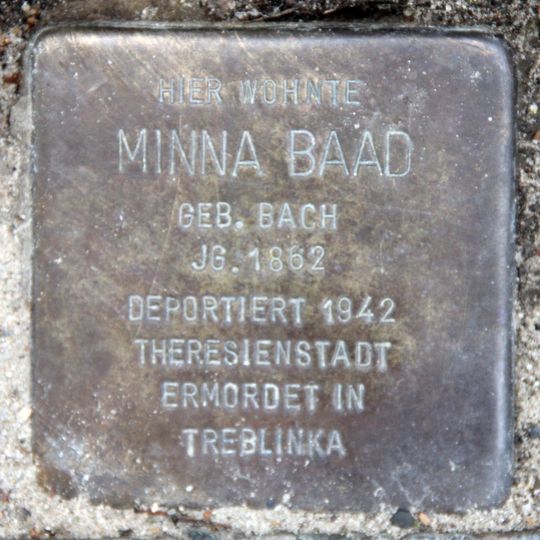 HIER WOHNTE
MINNA BAAD
GEB. BACH
JG. 1862
DEPORTIERT 1942
THERESIENSTADT
ERMORDET IN
TREBLINKA